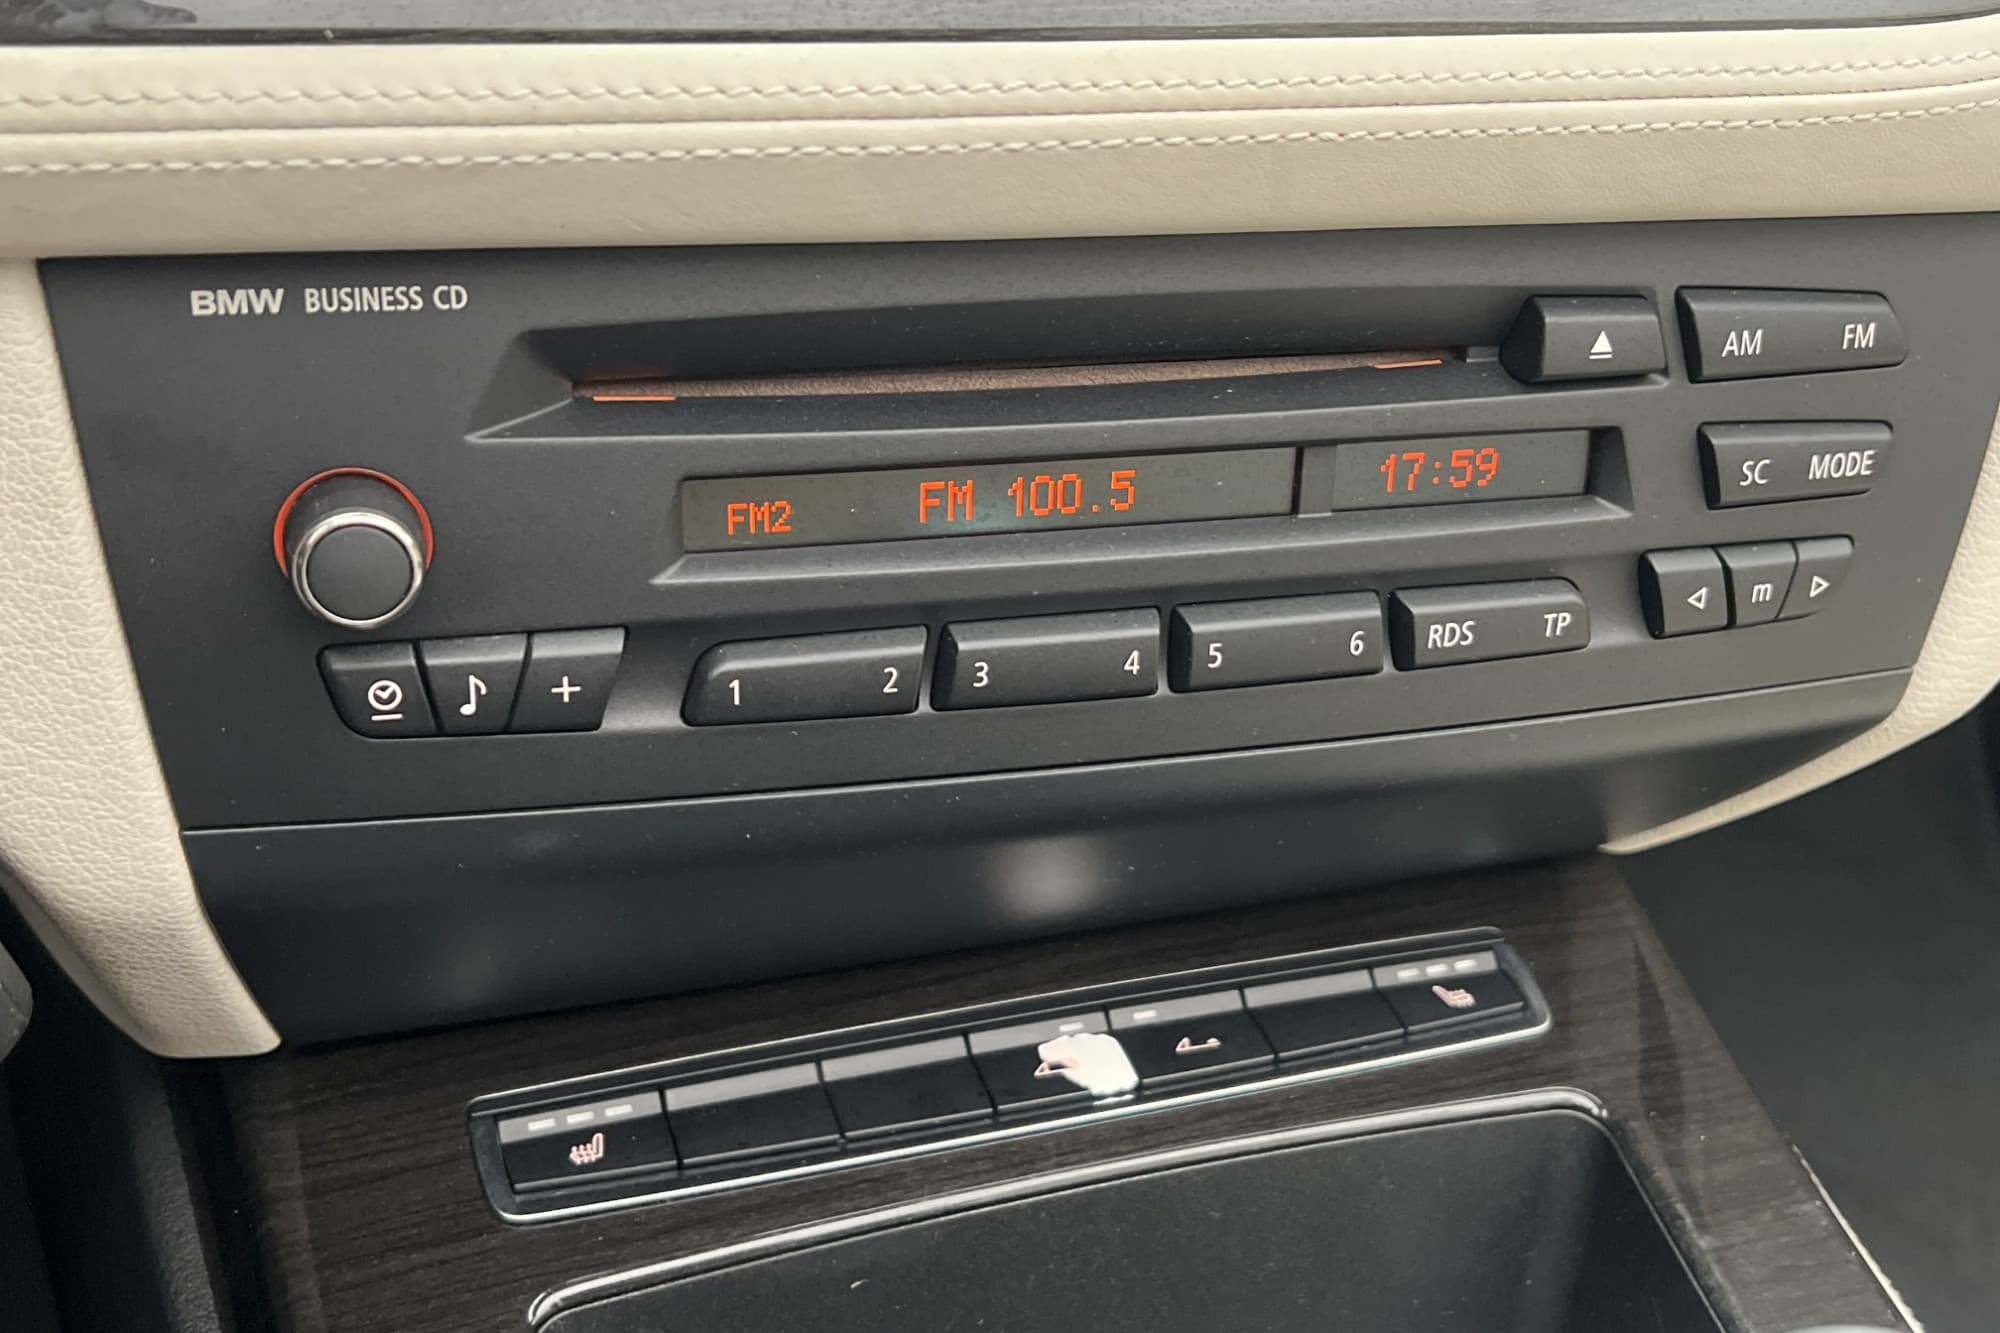 BMW BUSINESS CD
AM FM
FM2 FM 100.5 17:59
SC MODE
m
1 2 3 4 5 6 RDS TP